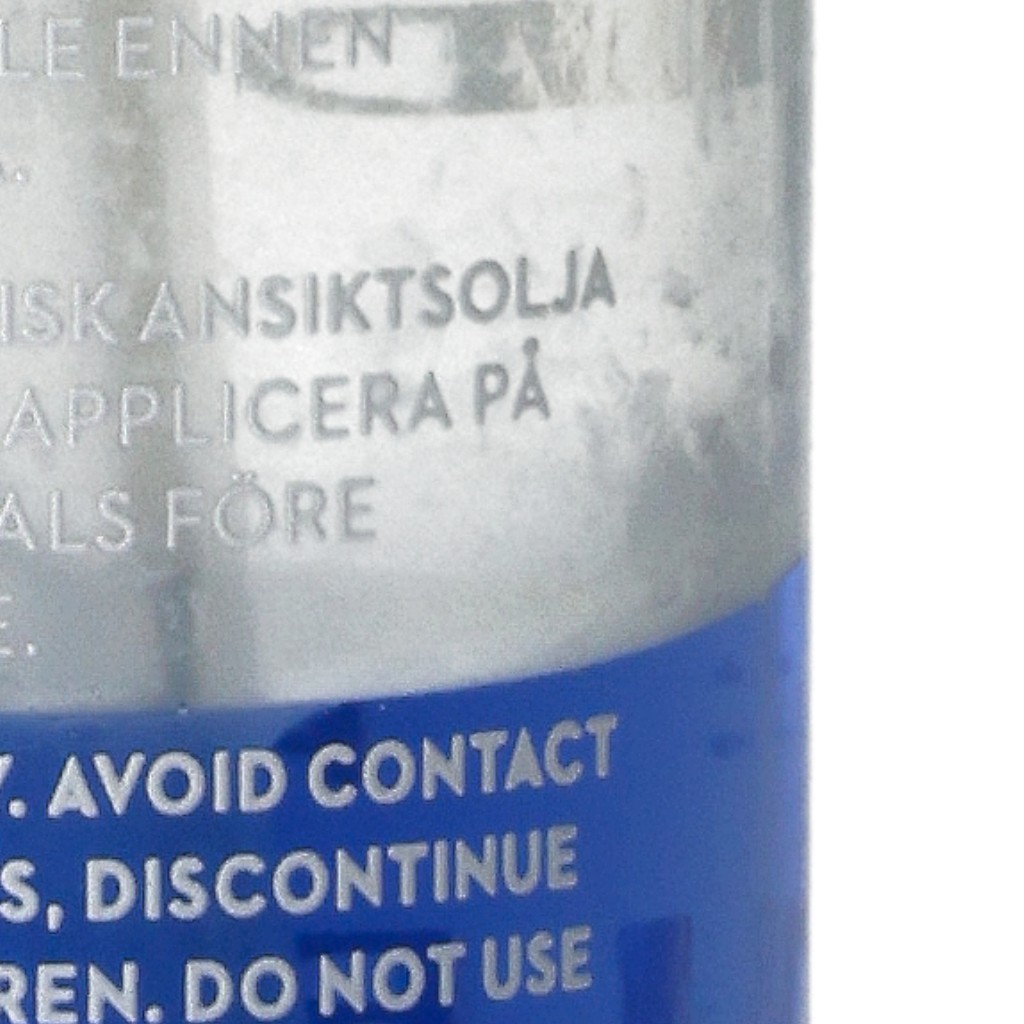 LE ENNEN
A.
ISK ANSIKTSOLJA
APPLICERA PÅ
ALS FÖRE
E.
Y. AVOID CONTACT
S, DISCONTINUE
REN. DO NOT USE